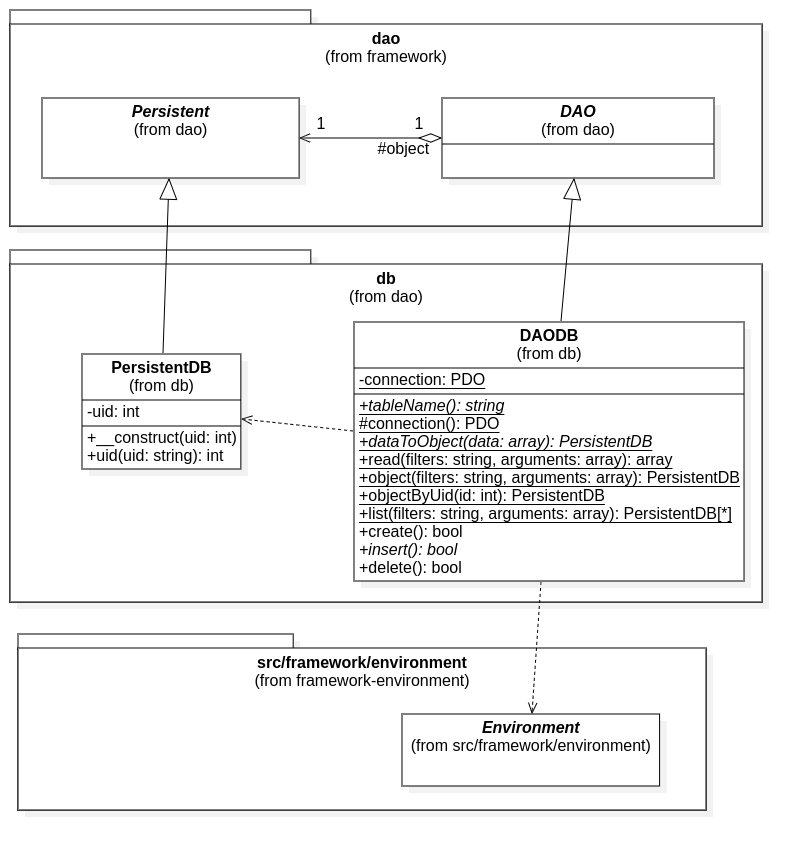 dao
(from framework)
Persistent
(from dao)
1
1
#object
DAO
(from dao)
db
(from dao)
PersistentDB
(from db)
-uid: int
+__construct(uid: int)
+uid(uid: string): int
DAODB
(from db)
-connection: PDO
+tableName(): string
#connection(): PDO
+dataToObject(data: array): PersistentDB
+read(filters: string, arguments: array): array
+object(filters: string, arguments: array): PersistentDB
+objectByUid(id: int): PersistentDB
+list(filters: string, arguments: array): PersistentDB[*]
+create(): bool
+insert(): bool
+delete(): bool
src/framework/environment
(from framework-environment)
Environment
(from src/framework/environment)